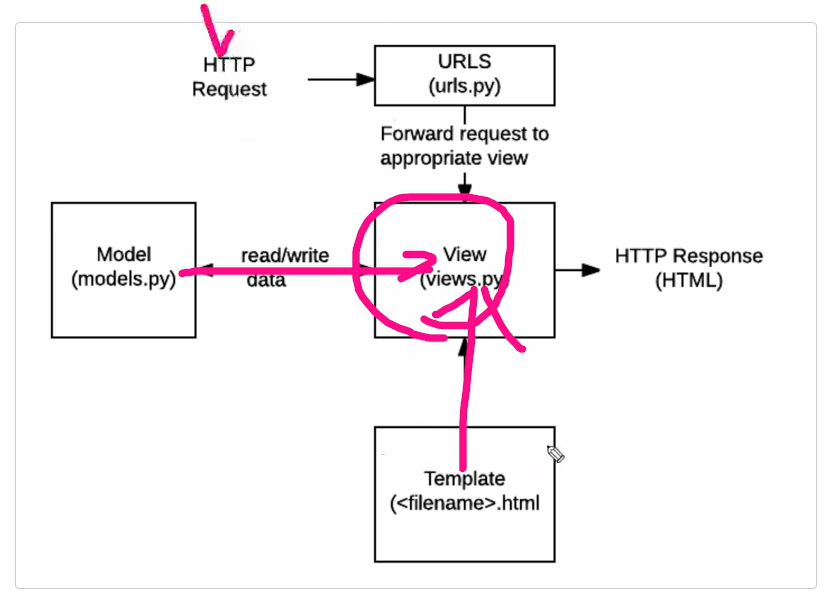 HTTP
Request
URLS
(urls.py)
Forward request to
appropriate view
Model
(models.py)
read/write
data
View
(views.py)
HTTP Response
(HTML)
Template
(<filename>.html